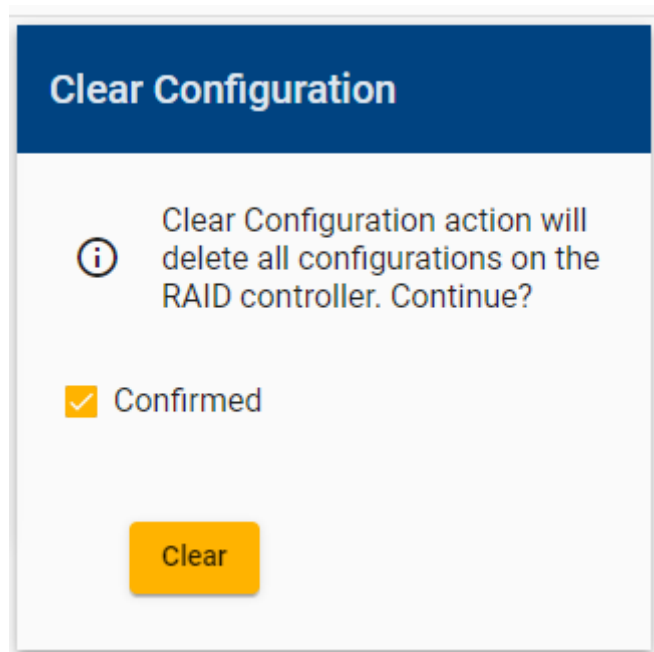 Clear Configuration
Clear Configuration action will
delete all configurations on the
RAID controller. Continue?
Confirmed
Clear